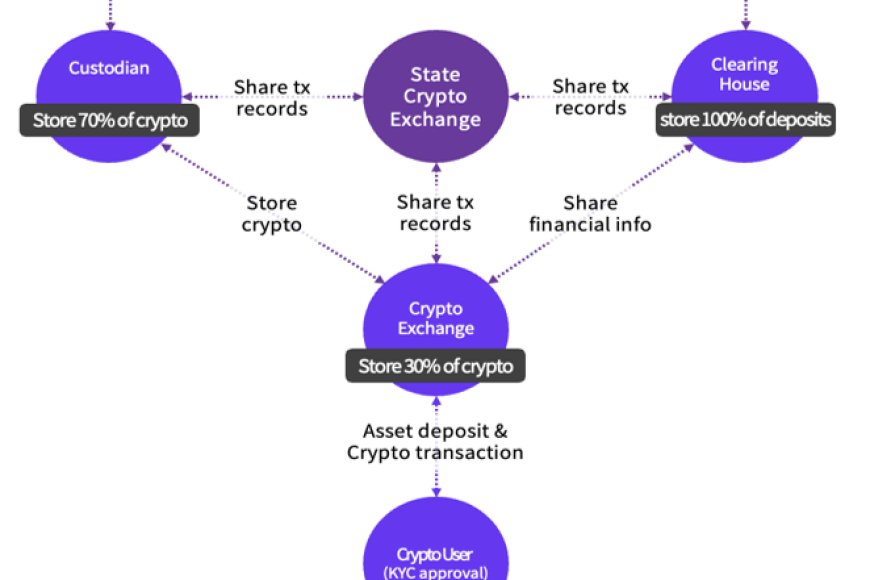 Custodian
Store 70% of crypto
Share tx
records
State
Crypto
Exchange
Share tx
records
Clearing
House
store 100% of deposits
Store
crypto
Share tx
records
Share
financial info
Crypto
Exchange
Store 30% of crypto
Asset deposit &
Crypto transaction
Crypto User
(KYC approval)